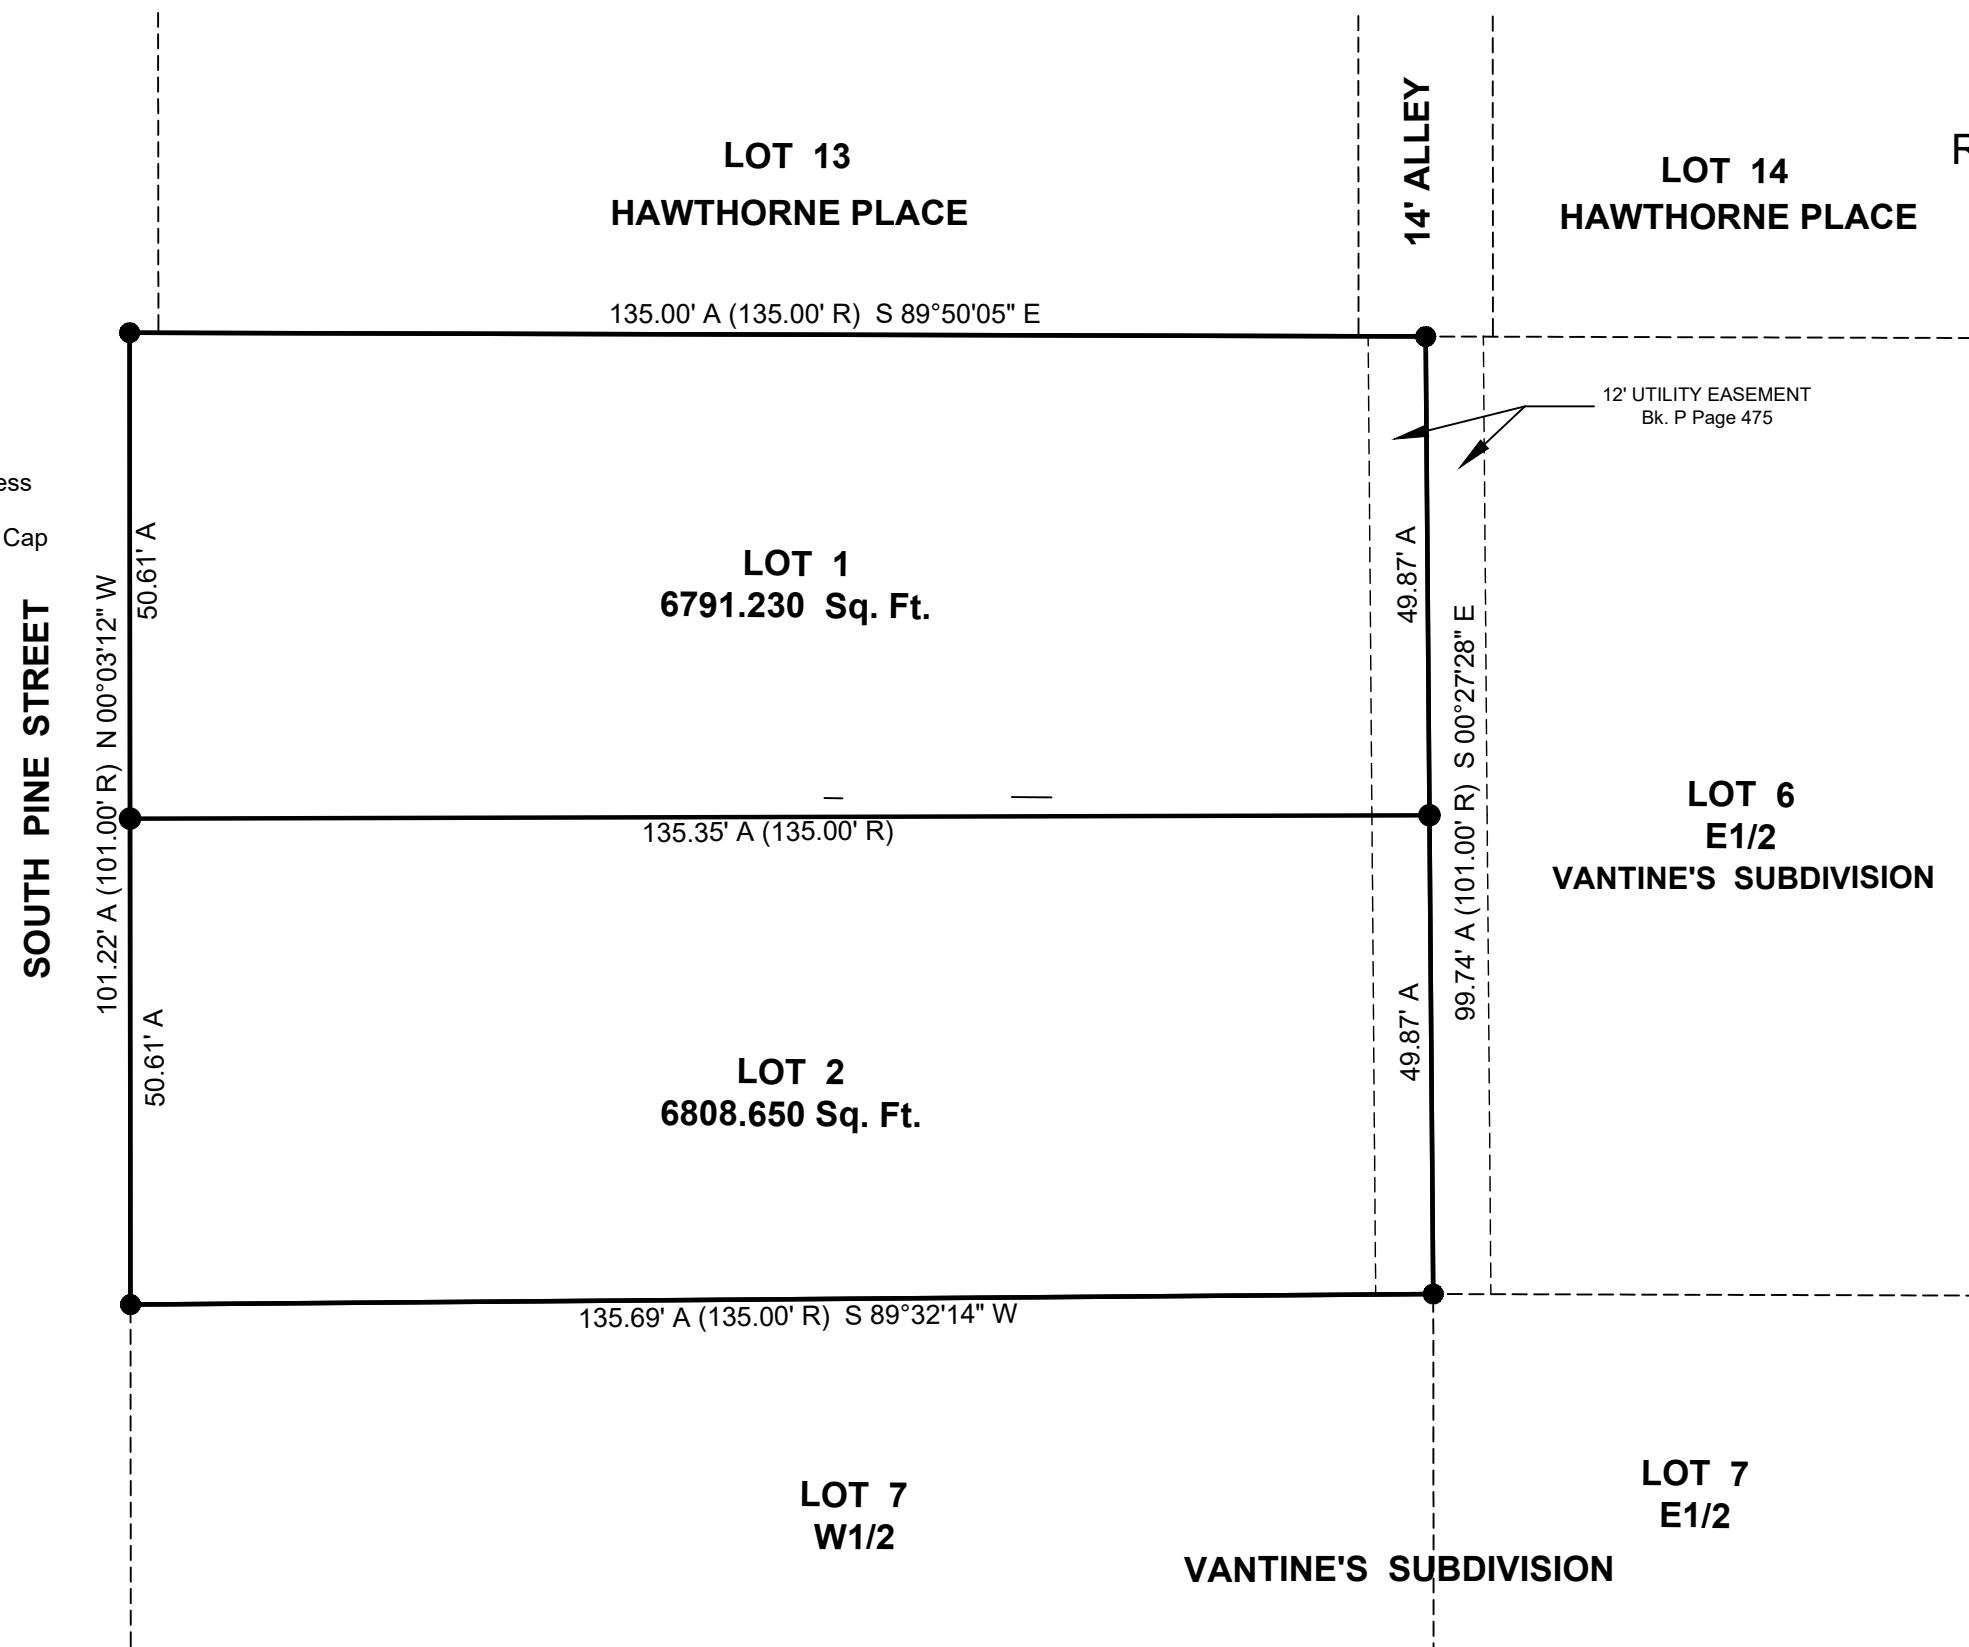 LOT 13
HAWTHORNE PLACE
14' ALLEY
LOT 14
HAWTHORNE PLACE
R
135.00' A (135.00' R) S 89°50'05" E
12' UTILITY EASEMENT
Bk. P Page 475
ess
Cap
SOUTH PINE STREET
101.22' A (101.00' R) N 00°03'12" W
50.61' A
LOT 1
6791.230 Sq. Ft.
49.87' A
99.74' A (101.00' R) S 00°27'28" E
135.35' A (135.00' R)
LOT 6
E1/2
VANTINE'S SUBDIVISION
50.61' A
LOT 2
6808.650 Sq. Ft.
49.87' A
135.69' A (135.00' R) S 89°32'14" W
LOT 7
W1/2
LOT 7
E1/2
VANTINE'S SUBDIVISION